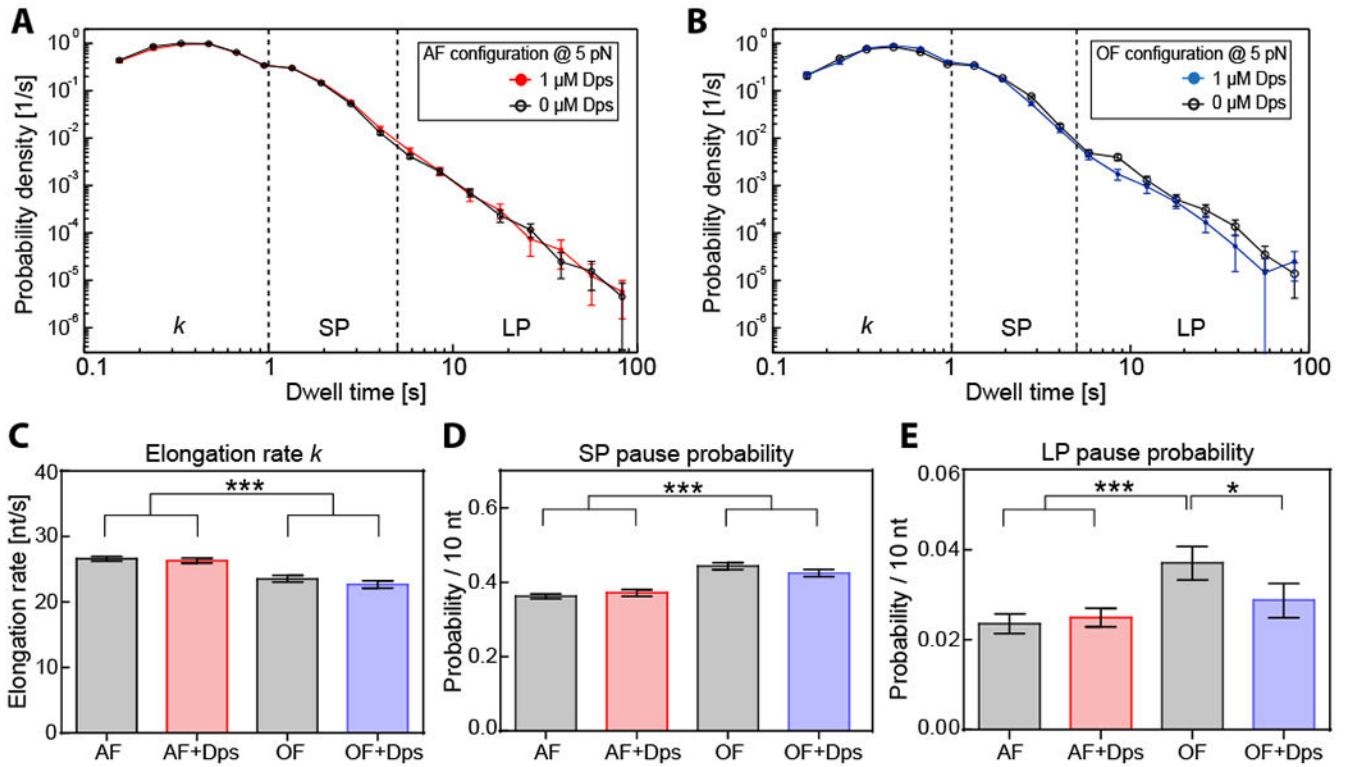 A
AF configuration @ 5 pN
1 µM Dps
0 µM Dps
Probability density [1/s]
10⁰
10⁻¹
10⁻²
10⁻³
10⁻⁴
10⁻⁵
10⁻⁶
k
SP
LP
0.1
1
10
100
Dwell time [s]
B
OF configuration @ 5 pN
1 µM Dps
0 µM Dps
Probability density [1/s]
10⁰
10⁻¹
10⁻²
10⁻³
10⁻⁴
10⁻⁵
10⁻⁶
k
SP
LP
0.1
1
10
100
Dwell time [s]
C
Elongation rate k
***
Elongation rate [nt/s]
40
30
20
10
0
AF
AF+Dps
OF
OF+Dps
D
SP pause probability
***
Probability / 10 nt
0.6
0.4
0.2
0.0
AF
AF+Dps
OF
OF+Dps
E
LP pause probability
***
*
Probability / 10 nt
0.06
0.04
0.02
0.00
AF
AF+Dps
OF
OF+Dps